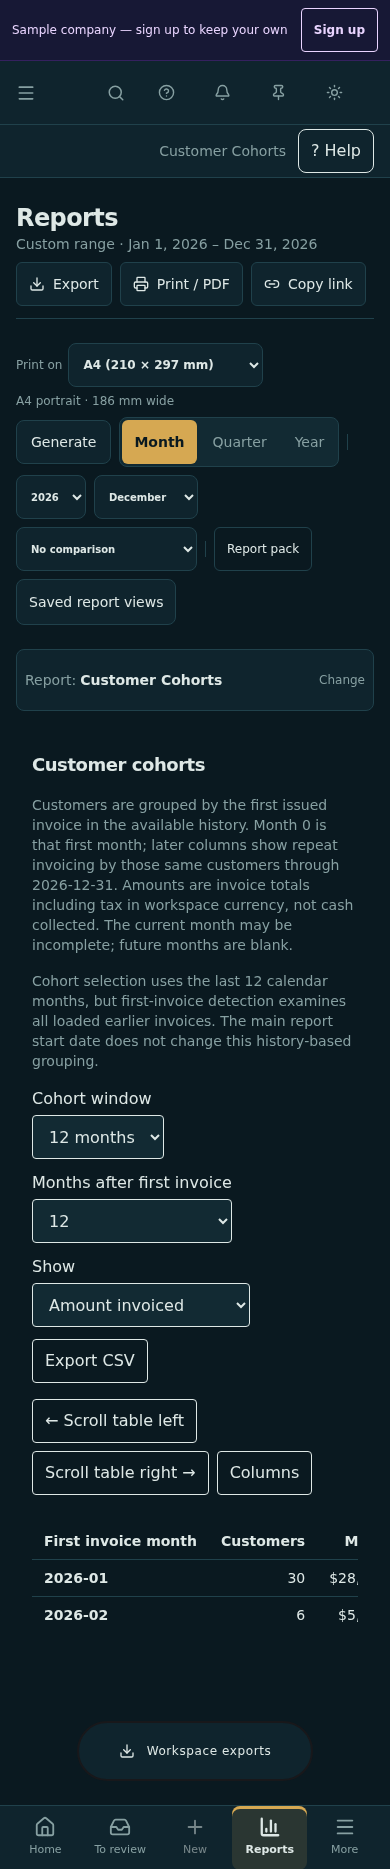 Sample company — sign up to keep your own Sign up
Customer Cohorts ? Help
Reports
Custom range · Jan 1, 2026 – Dec 31, 2026
Export Print / PDF Copy link
Print on A4 (210 × 297 mm)
A4 portrait · 186 mm wide
Generate Month Quarter Year
2026 December
No comparison Report pack
Saved report views
Report: Customer Cohorts Change
Customer cohorts
Customers are grouped by the first issued
invoice in the available history. Month 0 is
that first month; later columns show repeat
invoicing by those same customers through
2026-12-31. Amounts are invoice totals
including tax in workspace currency, not cash
collected. The current month may be
incomplete; future months are blank.
Cohort selection uses the last 12 calendar
months, but first-invoice detection examines
all loaded earlier invoices. The main report
start date does not change this history-based
grouping.
Cohort window
12 months
Months after first invoice
12
Show
Amount invoiced
Export CSV
← Scroll table left
Scroll table right → Columns
First invoice month Customers M
2026-01 30 $28,
2026-02 6 $5,
Workspace exports
Home To review New Reports More